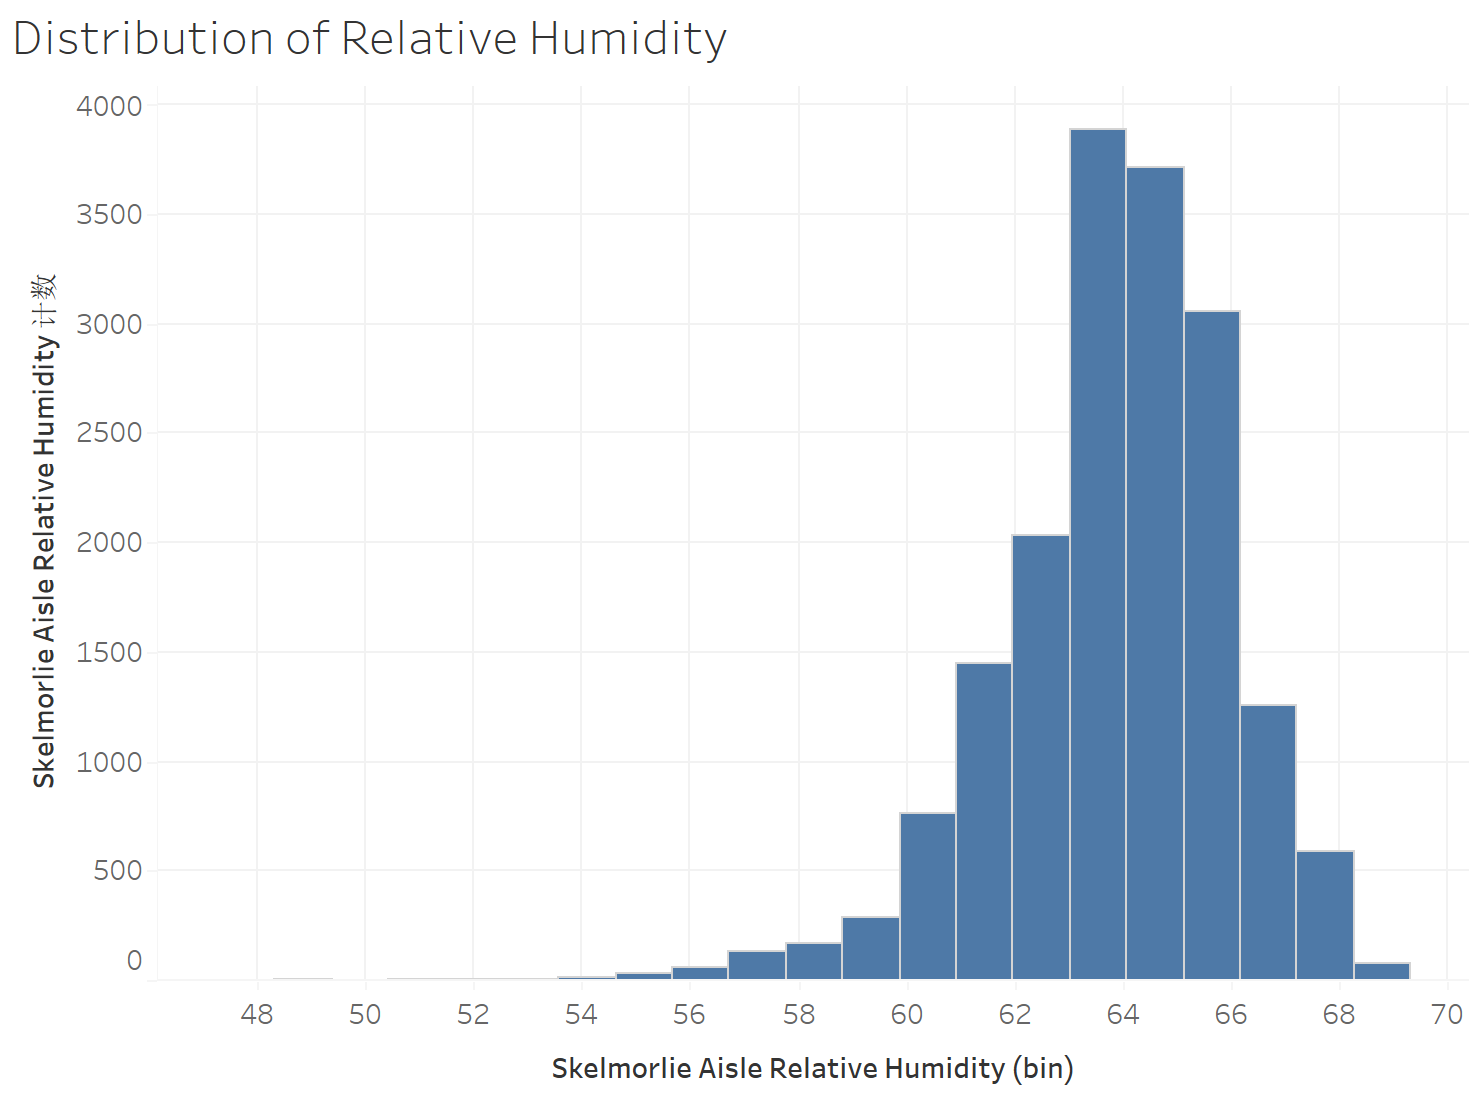 Distribution of Relative Humidity
Skelmorlie Aisle Relative Humidity 计数
4000
3500
3000
2500
2000
1500
1000
500
0
48 50 52 54 56 58 60 62 64 66 68 70
Skelmorlie Aisle Relative Humidity (bin)